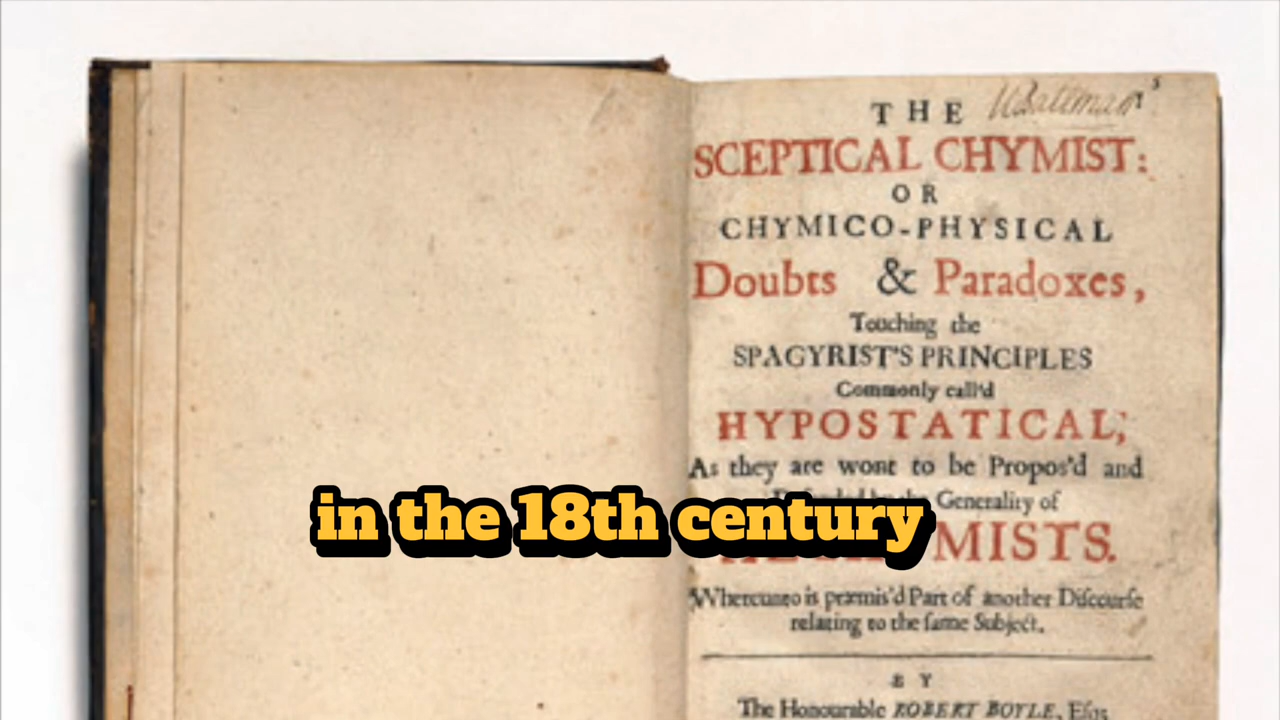 THE
SCEPTICAL CHYMIST:
OR
CHYMICO-PHYSICAL
Doubts & Paradoxes,
Touching the
SPAGYRIST'S PRINCIPLES
Commonly call'd
HYPOSTATICAL;
As they are wont to be Propos'd and
the Generality of
in the 18th century
MISTS.
Whereunto is præmis'd Part of another Discourse
relating to the same Subject.
BY
The Honourable ROBERT BOYLE, Esq;